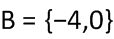 B = {−4,0}